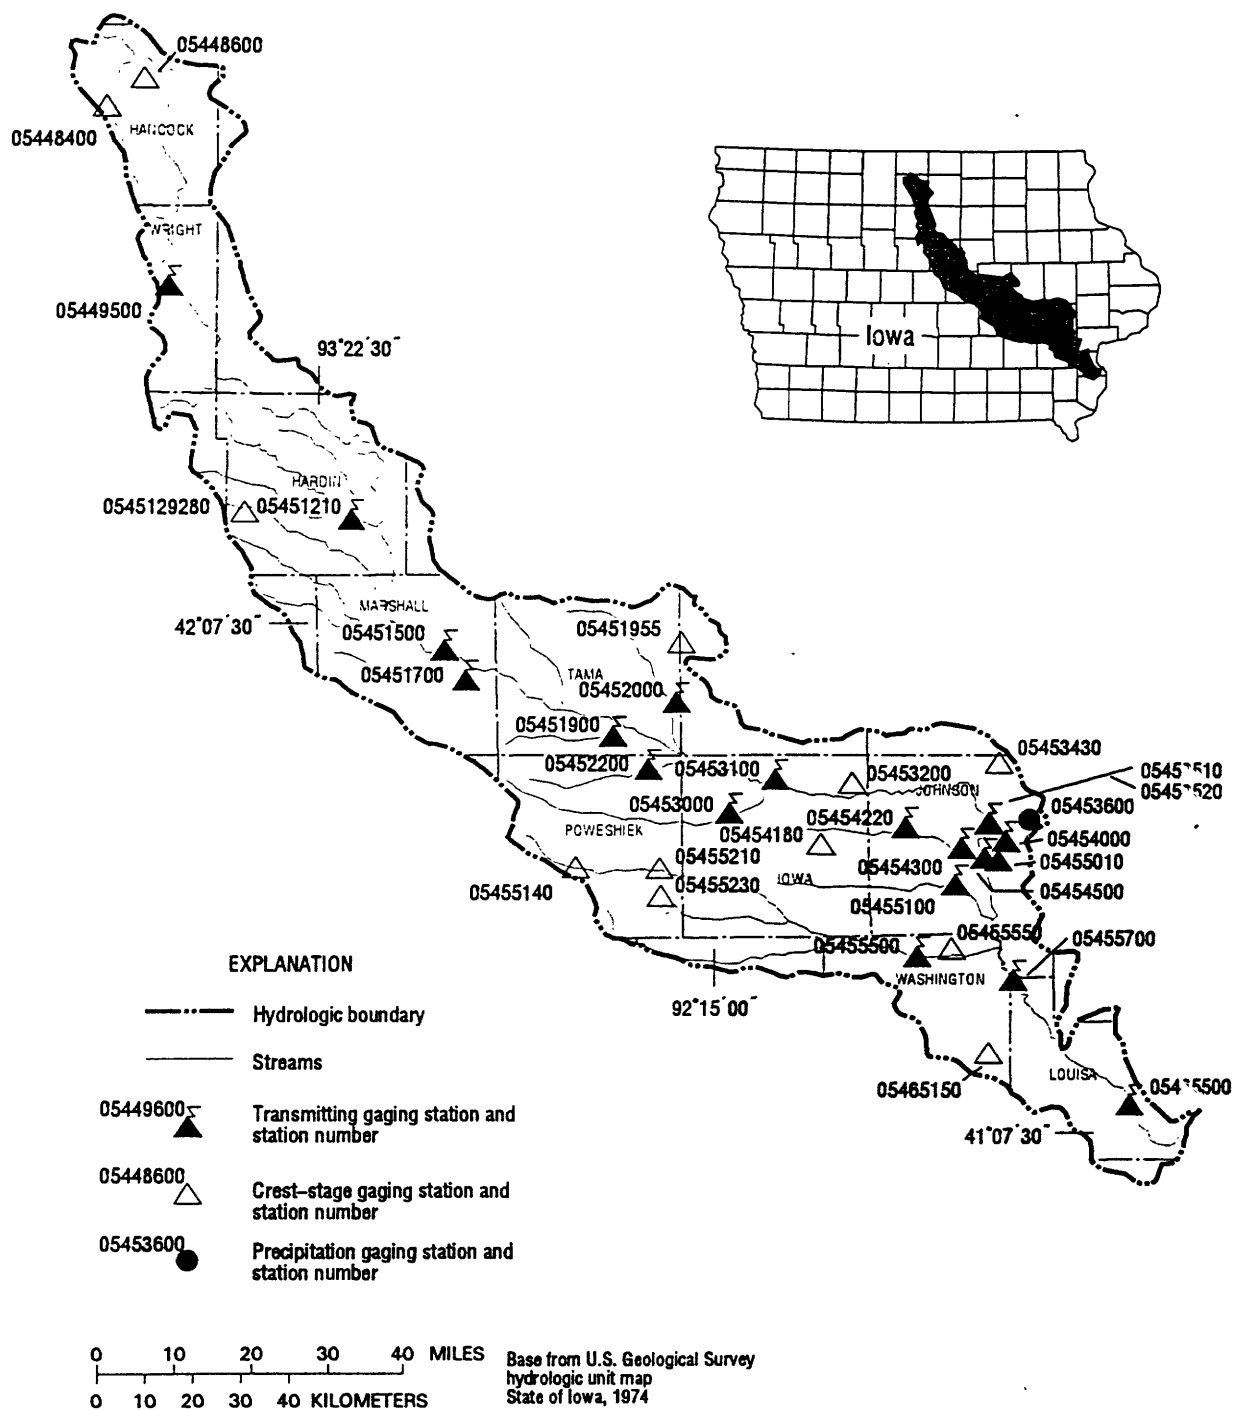 05448600
05448400
HANCOCK
WRIGHT
05449500
93°22'30"
Iowa
HARDIN
0545129280
05451210
MARSHALL
42°07'30"
05451500
05451955
05451700
TAMA
05452000
05451900
05453430
05452200
05453100
05453200
JOHNSON
05453000
05454220
05453600
POWESHIEK
05454180
05454000
05455210
05454300
05455010
05455140
05455230
IOWA
05454500
05455100
05455500
05455550
05455700
WASHINGTON
92°15'00"
LOUISA
05465150
41°07'30"
EXPLANATION
Hydrologic boundary
Streams
05449600
Transmitting gaging station and
station number
05448600
Crest-stage gaging station and
station number
05453600
Precipitation gaging station and
station number
0 10 20 30 40 MILES
0 10 20 30 40 KILOMETERS
Base from U.S. Geological Survey
hydrologic unit map
State of Iowa, 1974